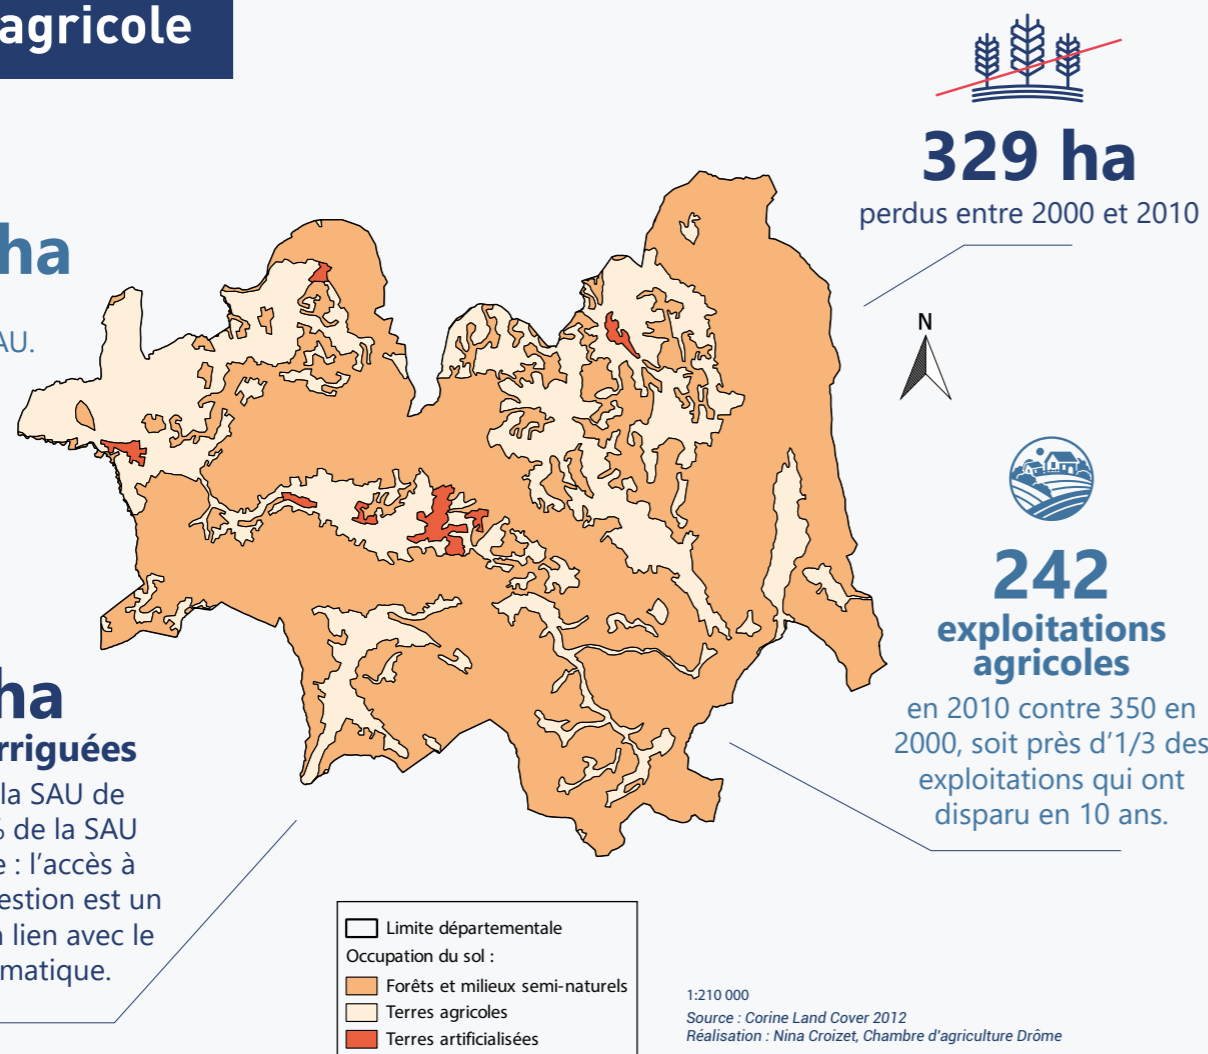 agricole
329 ha
perdus entre 2000 et 2010
ha
AU.
N
242
exploitations
agricoles
en 2010 contre 350 en
2000, soit près d'1/3 des
exploitations qui ont
disparu en 10 ans.
ha
rriguées
la SAU de
% de la SAU
e : l'accès à
estion est un
n lien avec le
matique.
Limite départementale
Occupation du sol :
Forêts et milieux semi-naturels
Terres agricoles
Terres artificialisées
1:210 000
Source : Corine Land Cover 2012
Réalisation : Nina Croizet, Chambre d'agriculture Drôme